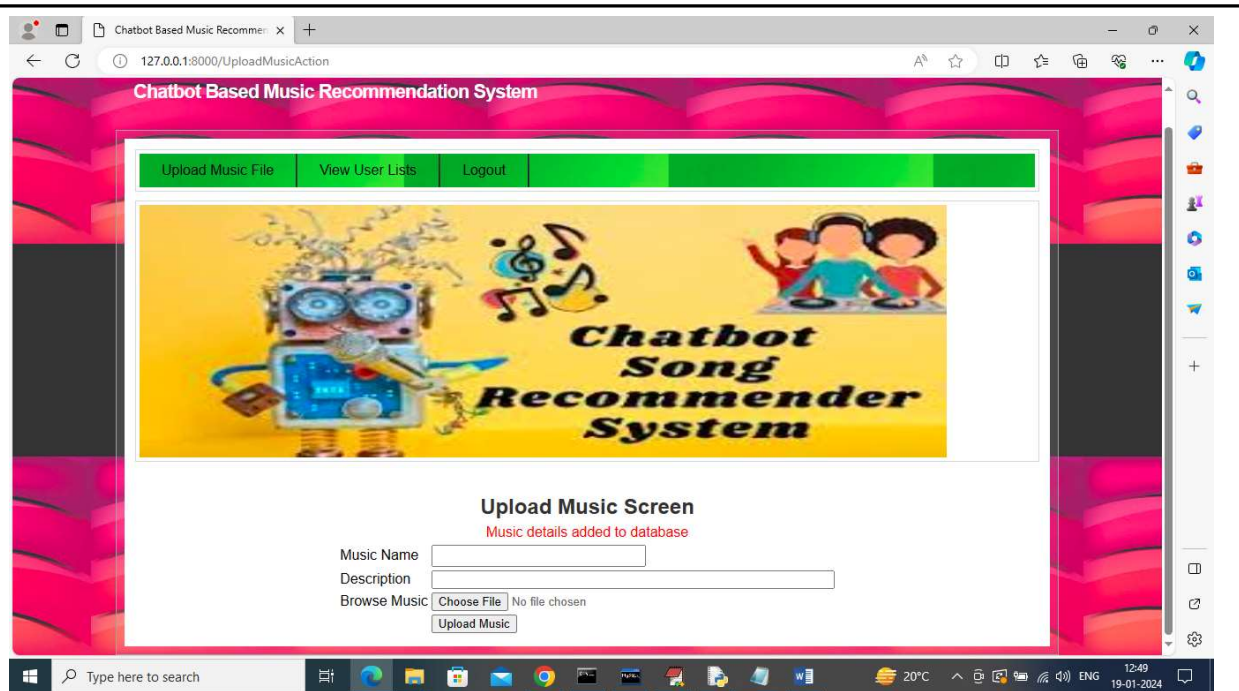 Chatbot Based Music Recommen
127.0.0.1:8000/UploadMusicAction
Chatbot Based Music Recommendation System
Upload Music File View User Lists Logout
Chatbot
Song
Recommender
System
Upload Music Screen
Music details added to database
Music Name
Description
Browse Music Choose File No file chosen
Upload Music
Type here to search
20°C
ENG
12:49
19-01-2024